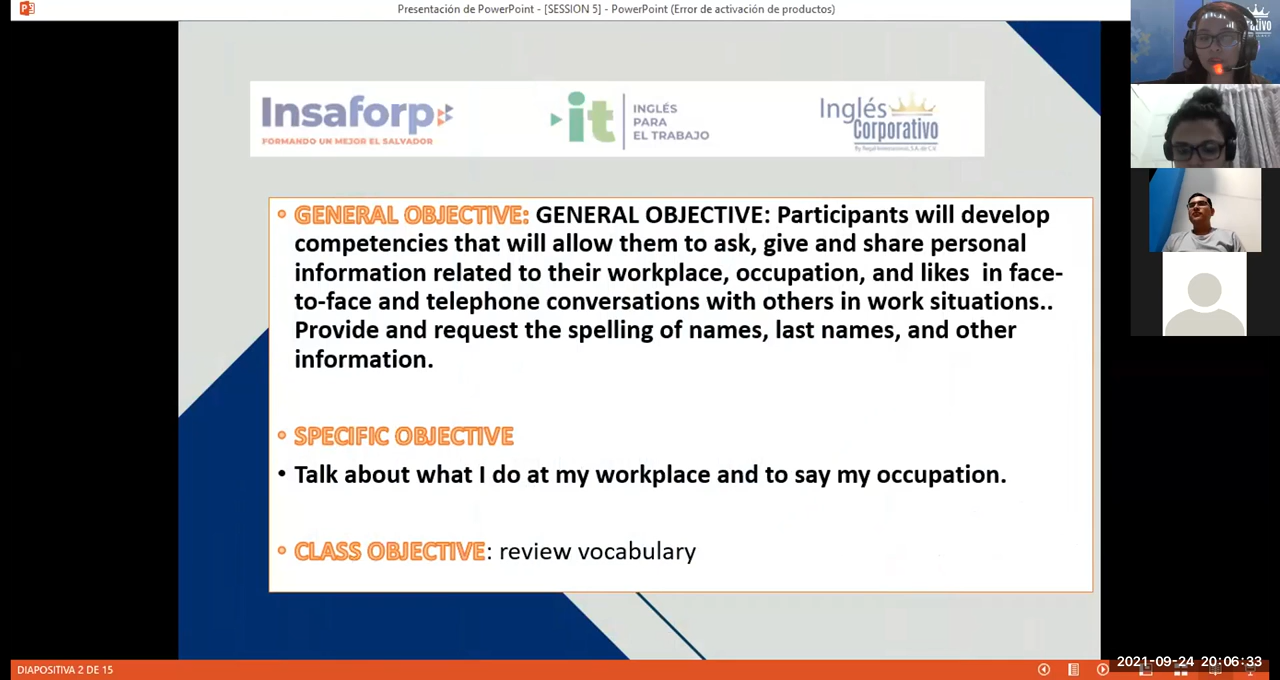 Presentación de PowerPoint - [SESSION 5] - PowerPoint (Error de activación de productos)
Insaforp
FORMANDO UN MEJOR EL SALVADOR
it
INGLÉS
PARA
EL TRABAJO
Inglés
Corporativo
• GENERAL OBJECTIVE: GENERAL OBJECTIVE: Participants will develop
competencies that will allow them to ask, give and share personal
information related to their workplace, occupation, and likes in face-
to-face and telephone conversations with others in work situations..
Provide and request the spelling of names, last names, and other
information.
• SPECIFIC OBJECTIVE
• Talk about what I do at my workplace and to say my occupation.
• CLASS OBJECTIVE: review vocabulary
DIAPOSITIVA 2 DE 15
2021-09-24 20:06:33